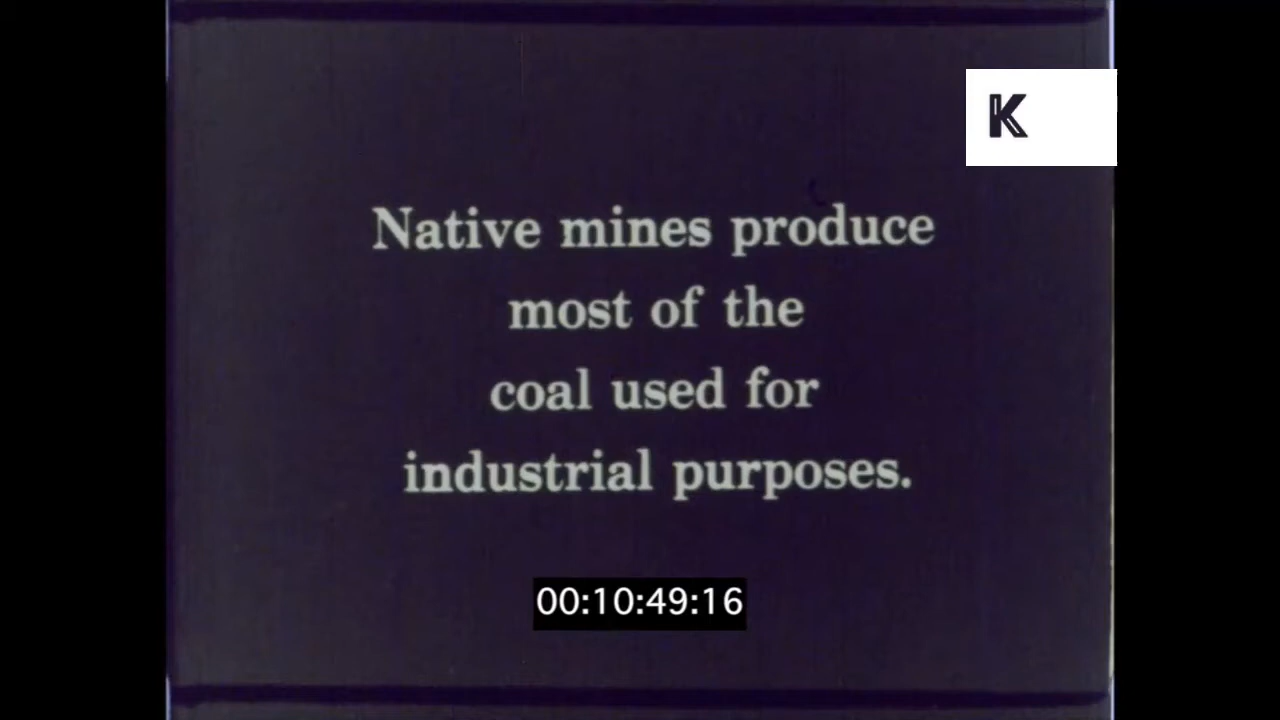 K
Native mines produce
most of the
coal used for
industrial purposes.
00:10:49:16